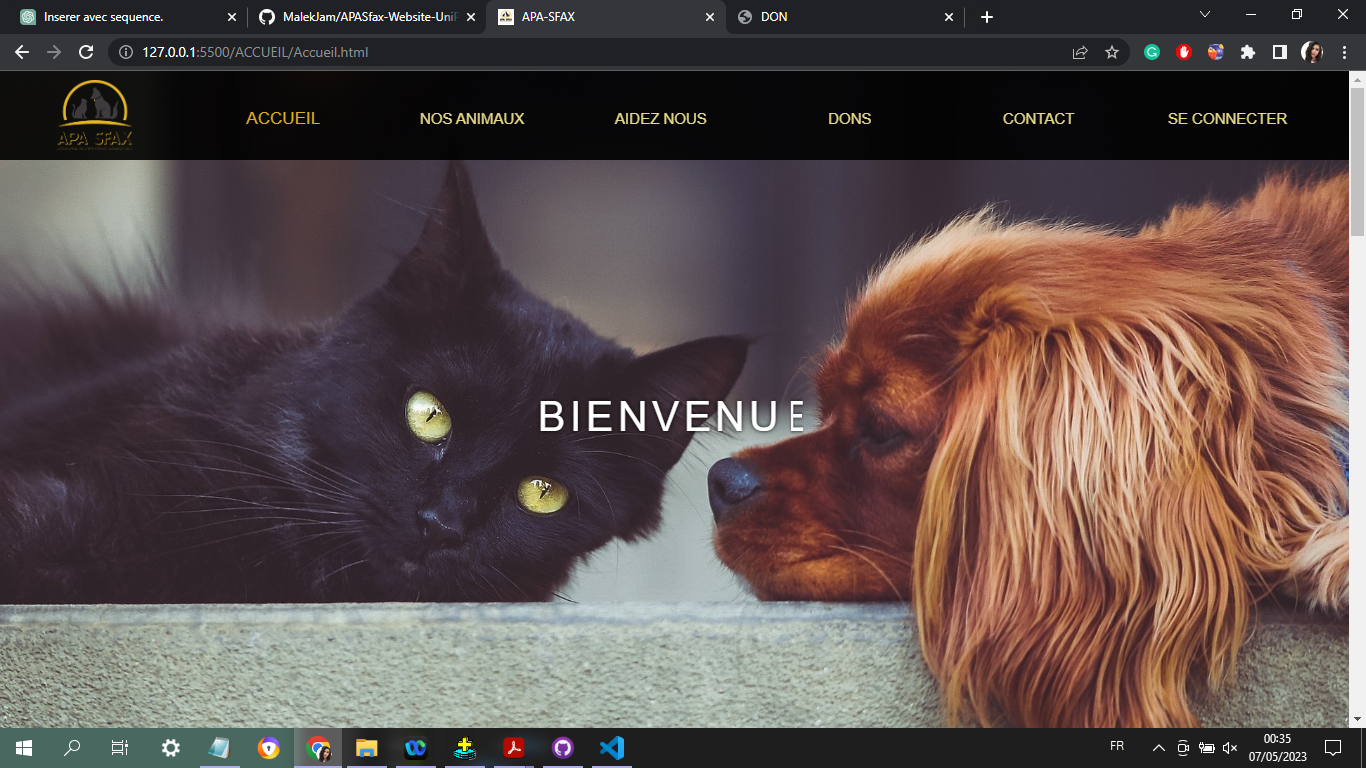 Inserer avec sequence.
MalekJam/APASfax-Website-Uni
APA-SFAX
DON
127.0.0.1:5500/ACCUEIL/Accueil.html
APA SFAX
ACCUEIL
NOS ANIMAUX
AIDEZ NOUS
DONS
CONTACT
SE CONNECTER
BIENVENUE
FR
00:35
07/05/2023